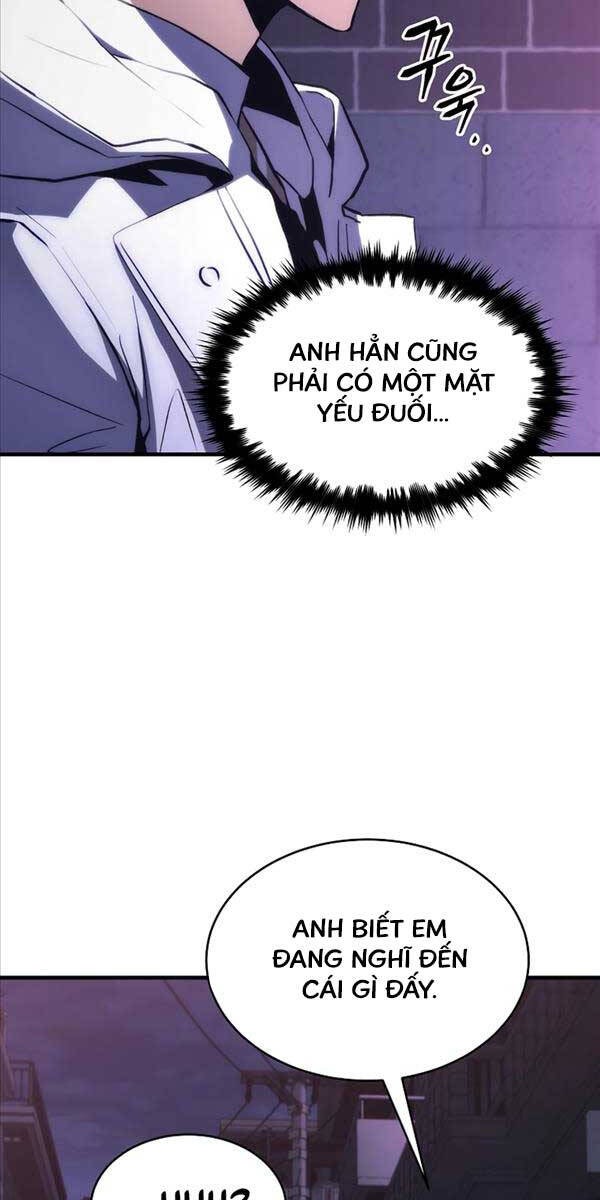 꾸욱..
ANH HẲN CŨNG
PHẢI CÓ MỘT MẶT
YẾU ĐUỐI...
ANH BIẾT EM
ĐANG NGHĨ ĐẾN
CÁI GÌ ĐẤY.